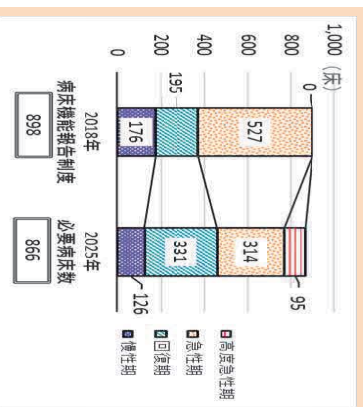 (床)
1,000
800
600
400
200
0
0
527
195
176
95
314
331
126
2018年
病床機能報告制度
898
2025年
必要病床数
866
高度急性期
急性期
回復期
慢性期